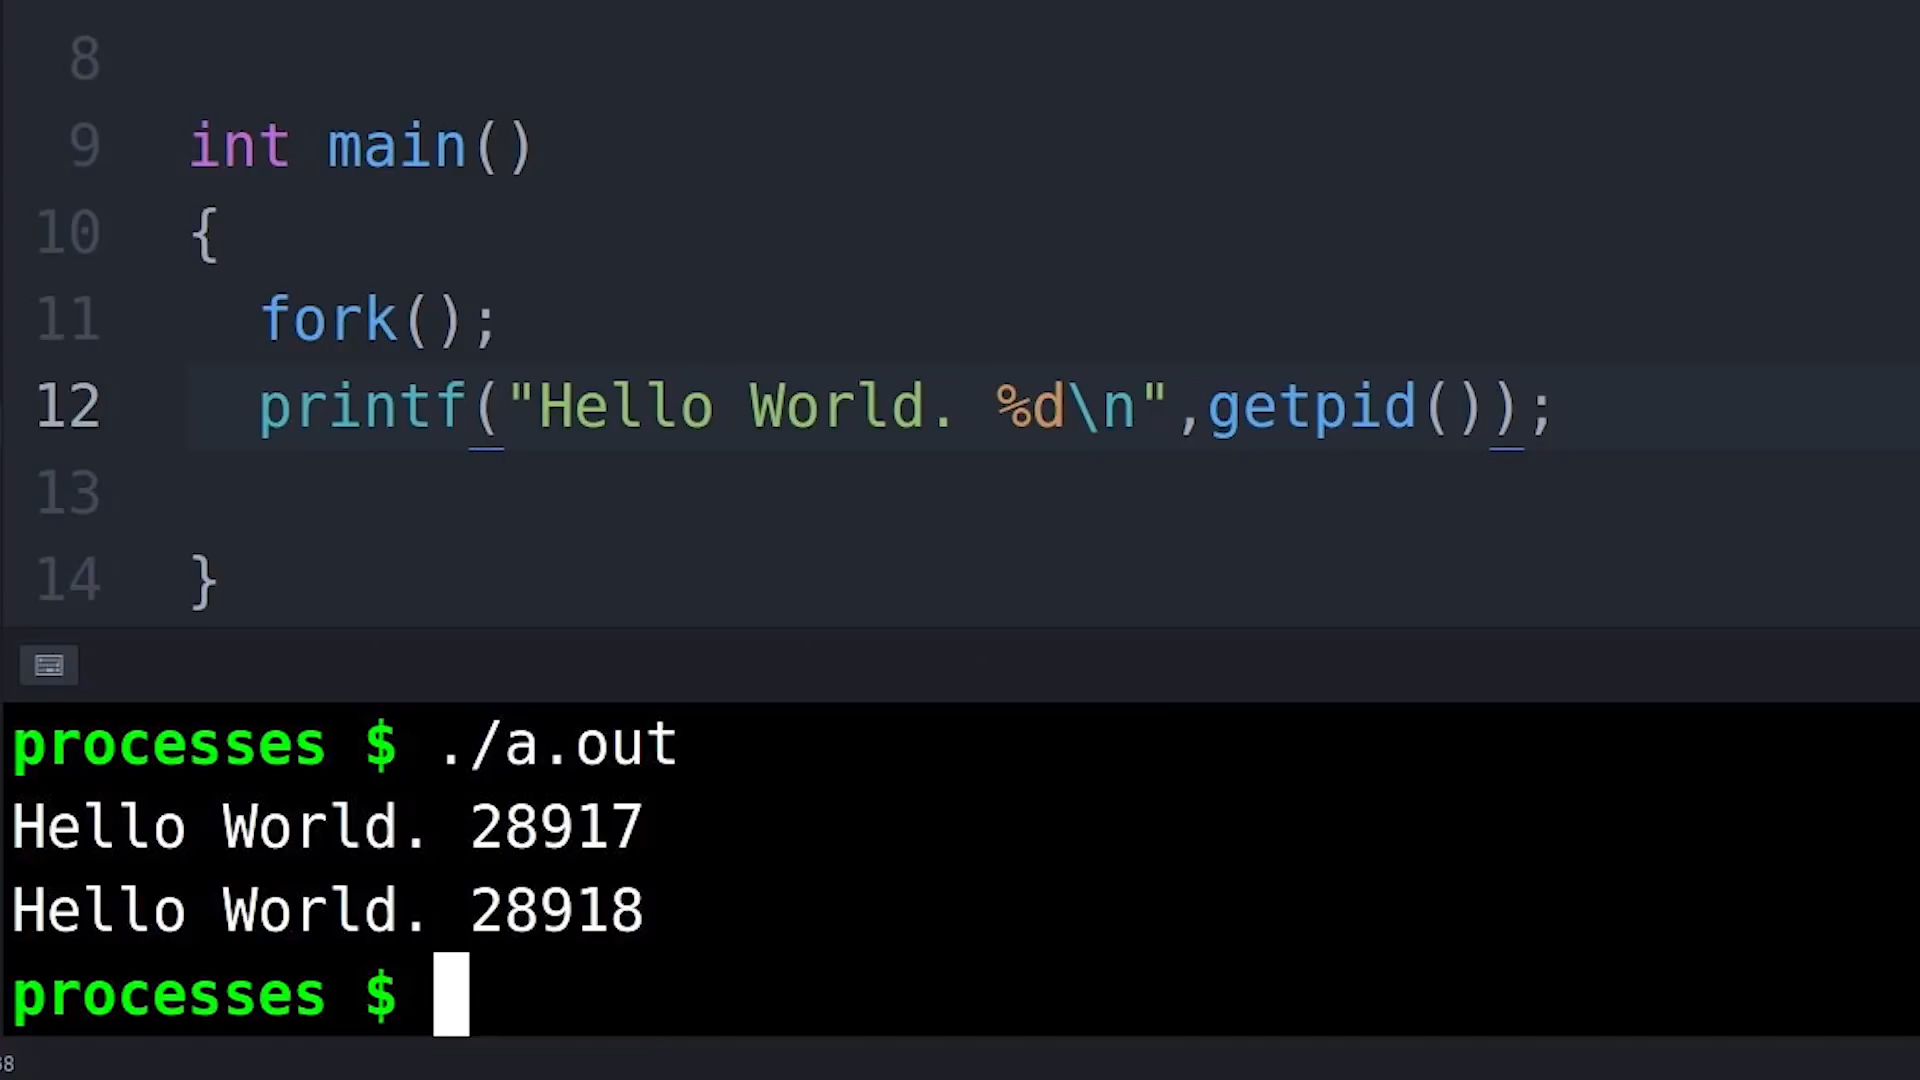 8
9 int main()
10 {
11 fork();
12 printf("Hello World. %d\n",getpid());
13
14 }
processes $ ./a.out
Hello World. 28917
Hello World. 28918
processes $
38